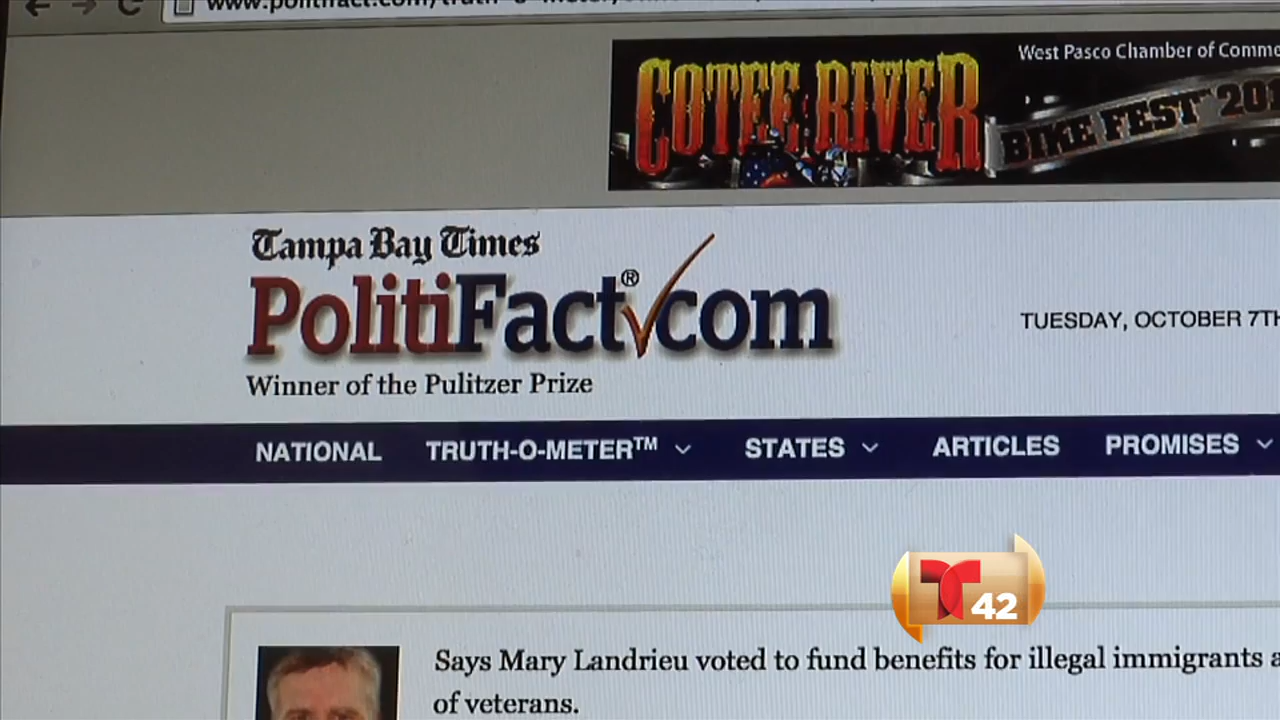 West Pasco Chamber of Comme
COTEE RIVER
BIKE FEST 201
Tampa Bay Times
PolitiFact®com
Winner of the Pulitzer Prize
TUESDAY, OCTOBER 7TH
NATIONAL TRUTH-O-METER™ STATES ARTICLES PROMISES
42
Says Mary Landrieu voted to fund benefits for illegal immigrants
of veterans.